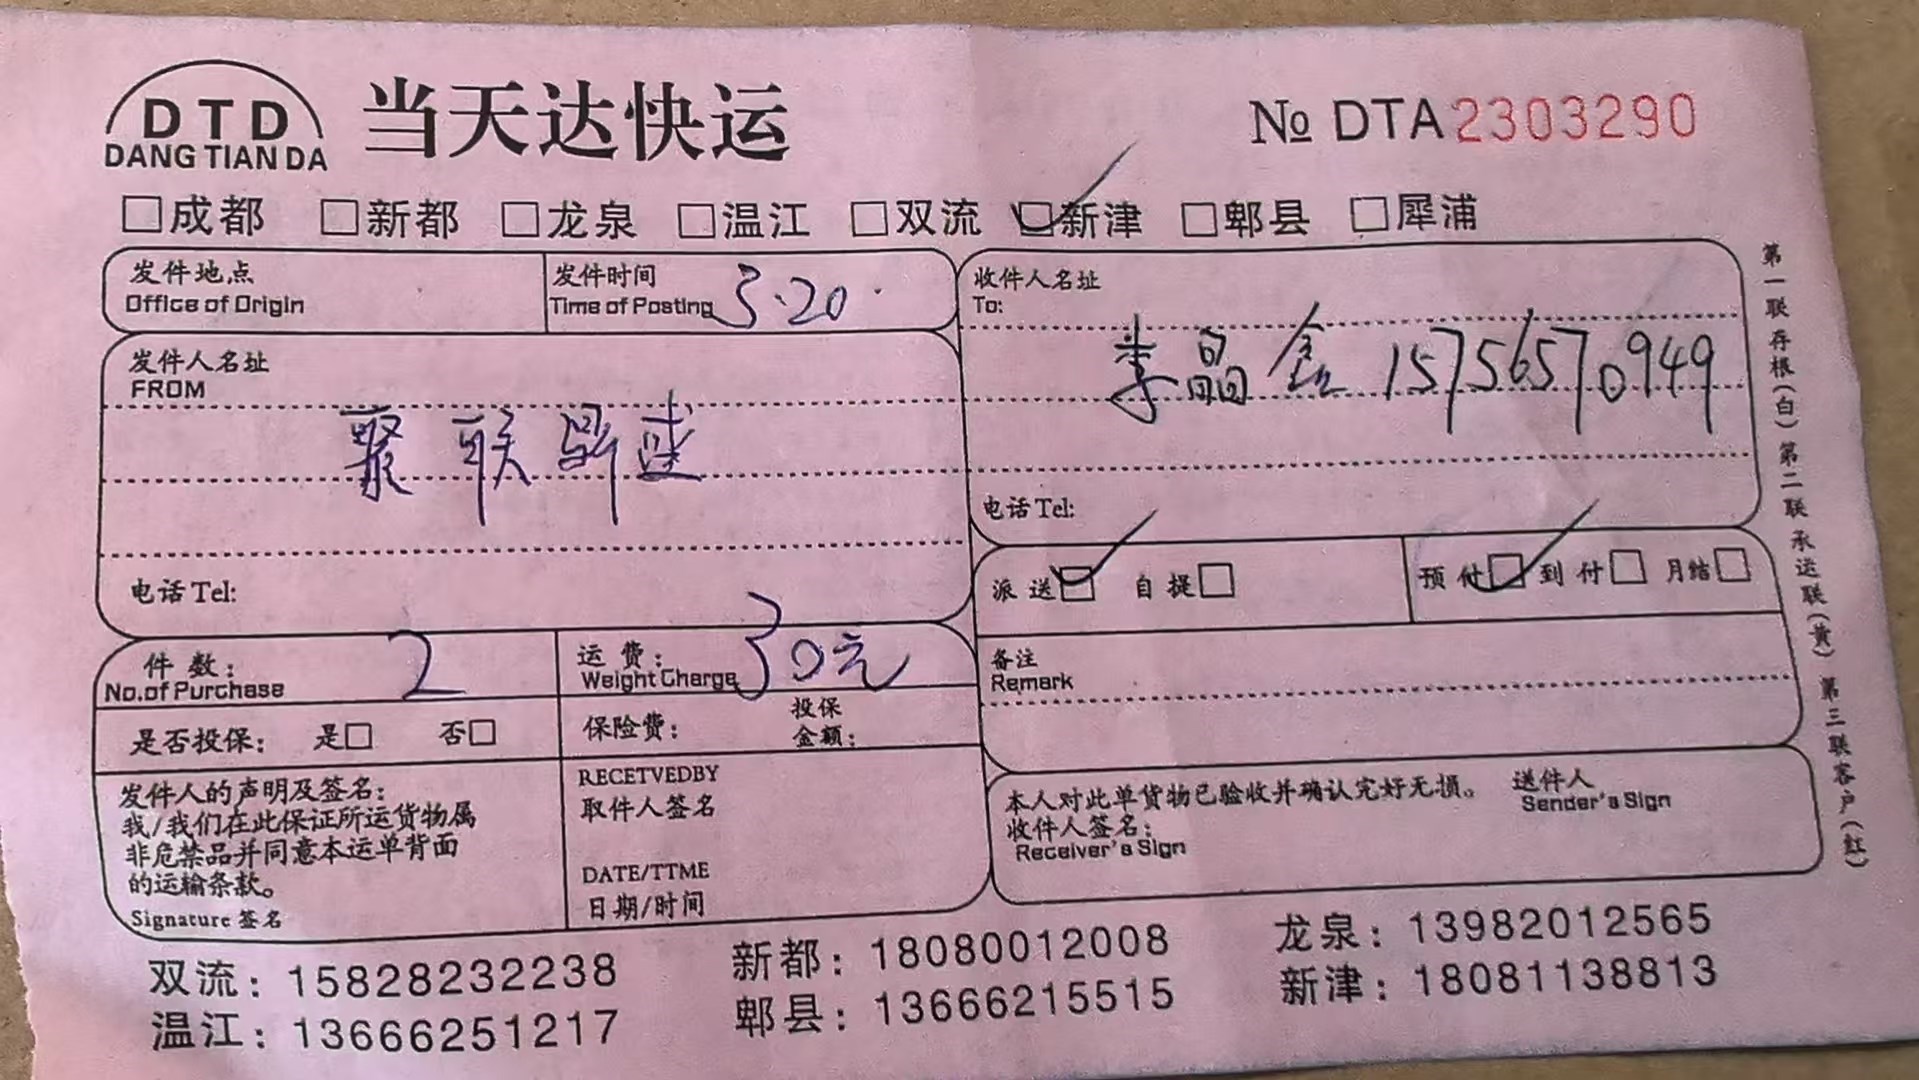 DTD
DANG TIAN DA
当天达快运
№ DTA2303290
□成都 □新都 □龙泉 □温江 □双流 □新津 □郫县 □犀浦
发件地点
Office of Origin
发件时间
Time of Posting 3.20.
收件人名址
To:
李晶鑫 15756570949
电话Tel:
发件人名址
FROM
聚联
电话Tel:
派送□ 自提□
预付□ 到付□ 月结□
件数: 2
No.of Purchase
运费: 30元
Weight Charge
备注
Remark
是否投保: 是□ 否□
保险费:
投保
金额:
发件人的声明及签名:
我/我们在此保证所运货物属
非危禁品并同意本运单背面
的运输条款。
Signature 签名
RECETVEDBY
取件人签名
DATE/TTME
日期/时间
本人对此单货物已验收并确认完好无损。
收件人签名:
Receiver's Sign
送件人
Sender's Sign
第一联存根(白) 第二联承运联(黄) 第三联客户(红)
双流: 15828232238 新都: 18080012008 龙泉: 13982012565
温江: 13666251217 郫县: 13666215515 新津: 18081138813